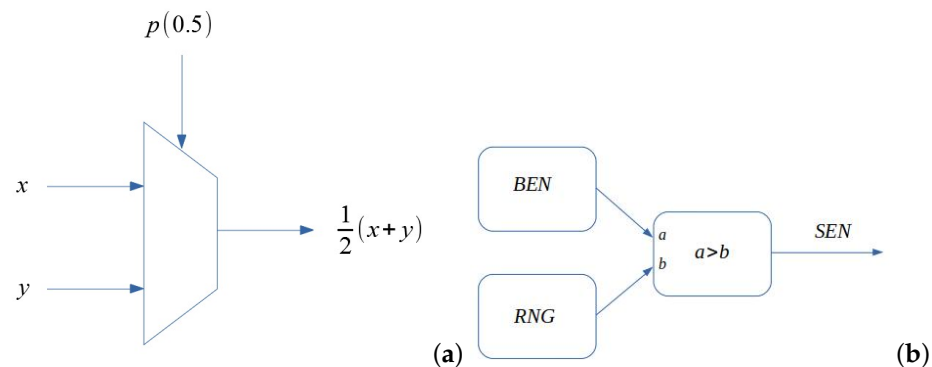 p(0.5)
x
y
1/2(x+y)
(a)
BEN
RNG
a
b
a>b
SEN
(b)